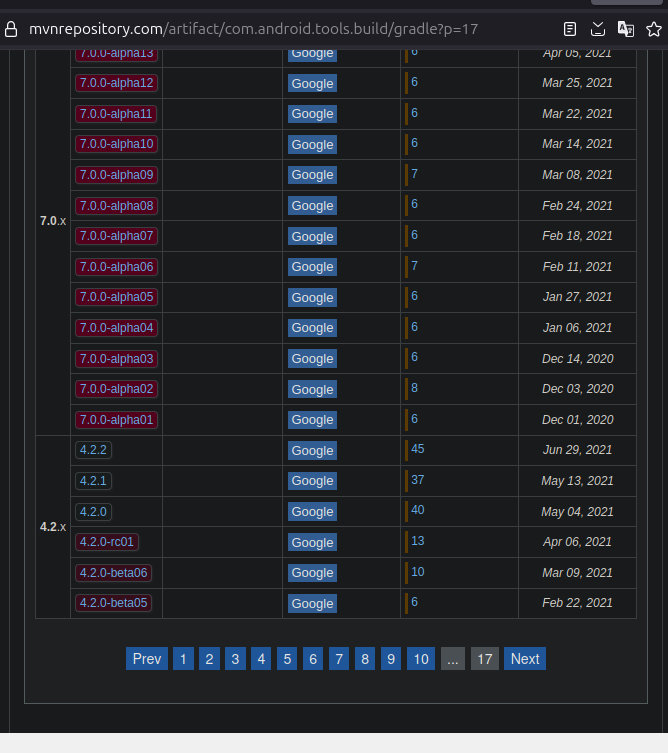 mvnrepository.com/artifact/com.android.tools.build/gradle?p=17
7.0.0-alpha13 Google 6 Apr 05, 2021
7.0.0-alpha12 Google 6 Mar 25, 2021
7.0.0-alpha11 Google 6 Mar 22, 2021
7.0.0-alpha10 Google 6 Mar 14, 2021
7.0.0-alpha09 Google 7 Mar 08, 2021
7.0.0-alpha08 Google 6 Feb 24, 2021
7.0.x
7.0.0-alpha07 Google 6 Feb 18, 2021
7.0.0-alpha06 Google 7 Feb 11, 2021
7.0.0-alpha05 Google 6 Jan 27, 2021
7.0.0-alpha04 Google 6 Jan 06, 2021
7.0.0-alpha03 Google 6 Dec 14, 2020
7.0.0-alpha02 Google 8 Dec 03, 2020
7.0.0-alpha01 Google 6 Dec 01, 2020
4.2.2 Google 45 Jun 29, 2021
4.2.1 Google 37 May 13, 2021
4.2.0 Google 40 May 04, 2021
4.2.x
4.2.0-rc01 Google 13 Apr 06, 2021
4.2.0-beta06 Google 10 Mar 09, 2021
4.2.0-beta05 Google 6 Feb 22, 2021
Prev 1 2 3 4 5 6 7 8 9 10 ... 17 Next